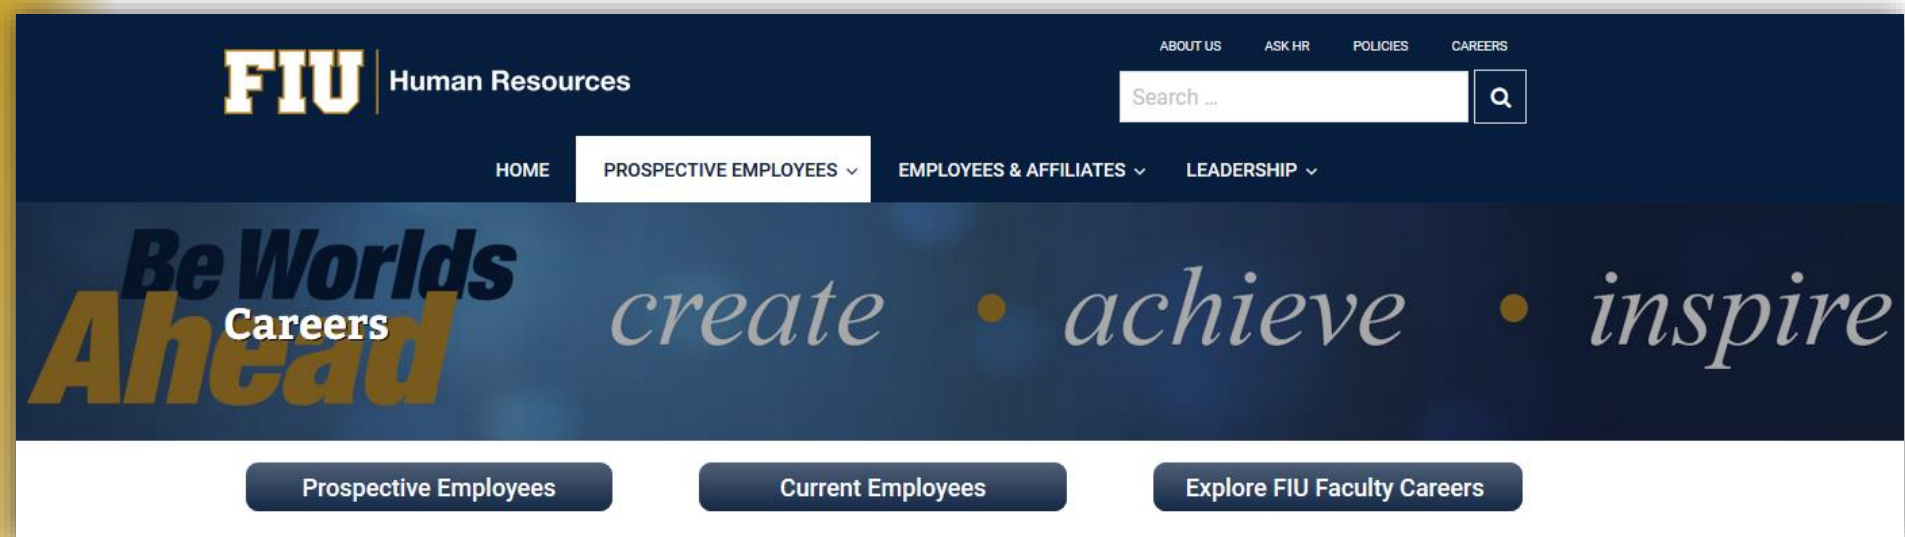 FIU Human Resources
ABOUT US ASK HR POLICIES CAREERS
Search ...
HOME PROSPECTIVE EMPLOYEES EMPLOYEES & AFFILIATES LEADERSHIP
Be Worlds
Ahead
Careers
create • achieve • inspire
Prospective Employees Current Employees Explore FIU Faculty Careers